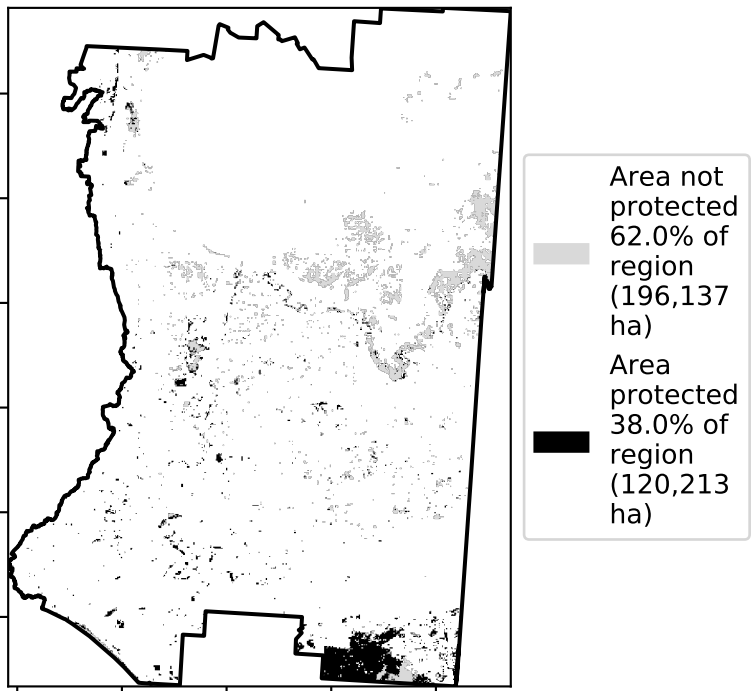 Area not
protected
62.0% of
region
(196,137
ha)
Area
protected
38.0% of
region
(120,213
ha)